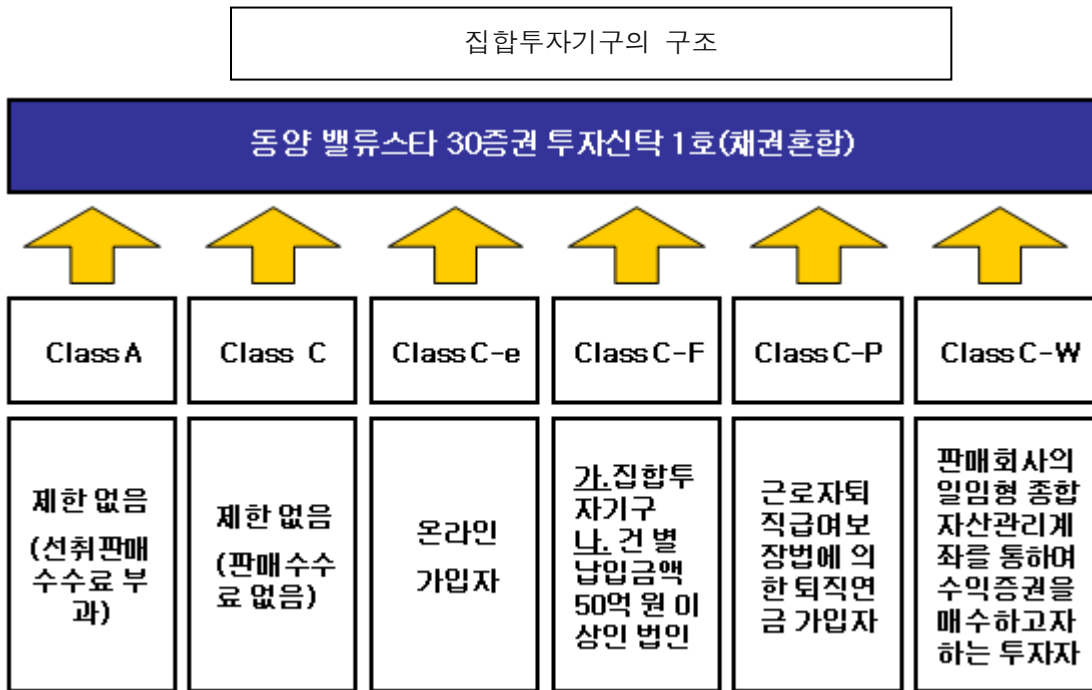 집합투자기구의 구조
동양 밸류스타 30증권 투자신탁 1호(채권혼합)
Class A
Class C
Class C-e
Class C-F
Class C-P
Class C-W
제한 없음
(선취판매
수수료 부
과)
제한 없음
(판매수수
료 없음)
온라인
가입자
가.집합투
자기구
나. 건 별
납입금액
50억 원 이
상인 법인
근로자퇴
직급여보
장법에 의
한 퇴직연
금 가입자
판매회사의
일임형 종합
자산관리계
좌를 통하여
수익증권을
매수하고자
하는 투자자